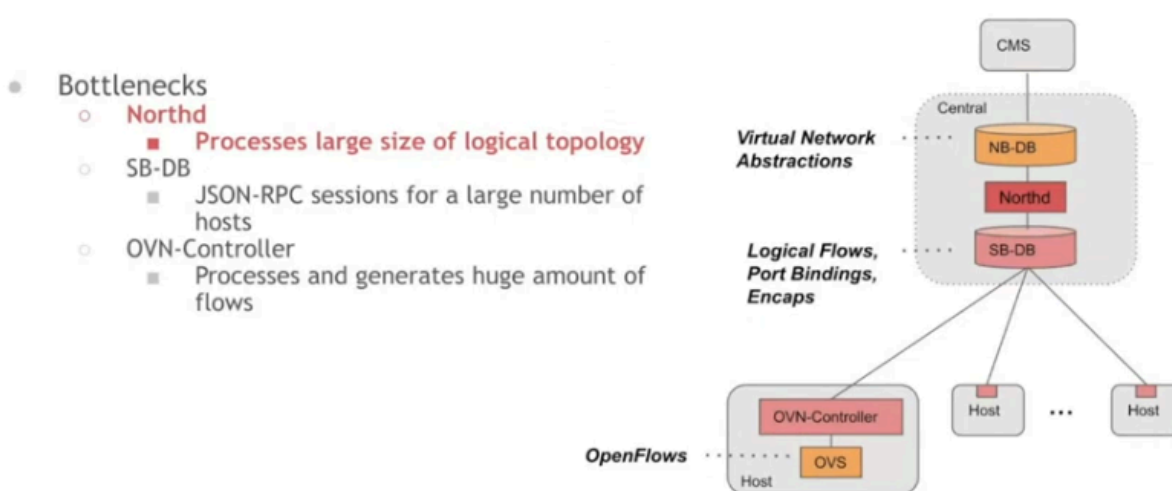 Bottlenecks
Northd
Processes large size of logical topology
SB-DB
JSON-RPC sessions for a large number of
hosts
OVN-Controller
Processes and generates huge amount of
flows
CMS
Central
Virtual Network
Abstractions
NB-DB
Northd
Logical Flows,
Port Bindings,
Encaps
SB-DB
OVN-Controller
Host
...
Host
OpenFlows
OVS
Host